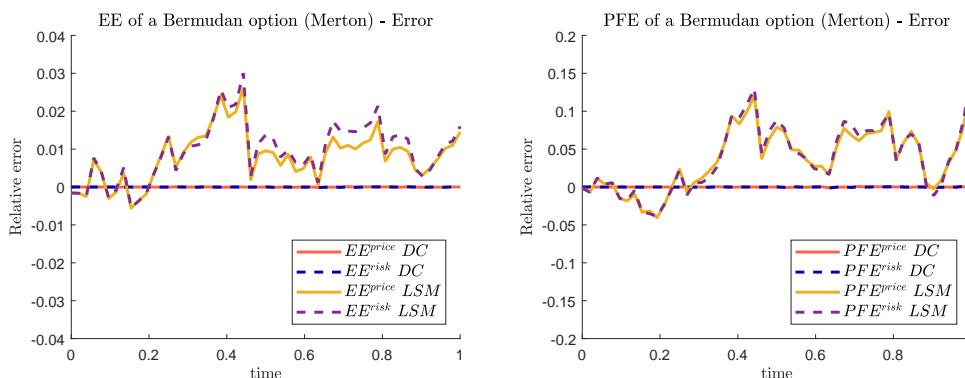 EE of a Bermudan option (Merton) - Error
0.04
0.03
0.02
0.01
0
-0.01
-0.02
-0.03
-0.04
Relative error
EE^price DC
EE^risk DC
EE^price LSM
EE^risk LSM
0 0.2 0.4 0.6 0.8 1
time
PFE of a Bermudan option (Merton) - Error
0.2
0.15
0.1
0.05
0
-0.05
-0.1
-0.15
-0.2
Relative error
PFE^price DC
PFE^risk DC
PFE^price LSM
PFE^risk LSM
0 0.2 0.4 0.6 0.8
time